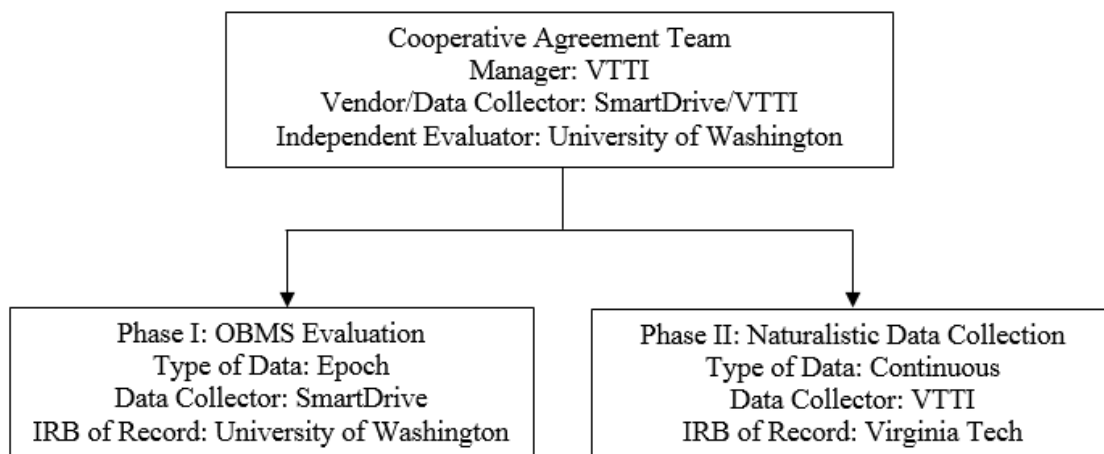 Cooperative Agreement Team
Manager: VTTI
Vendor/Data Collector: SmartDrive/VTTI
Independent Evaluator: University of Washington
Phase I: OBMS Evaluation
Type of Data: Epoch
Data Collector: SmartDrive
IRB of Record: University of Washington
Phase II: Naturalistic Data Collection
Type of Data: Continuous
Data Collector: VTTI
IRB of Record: Virginia Tech